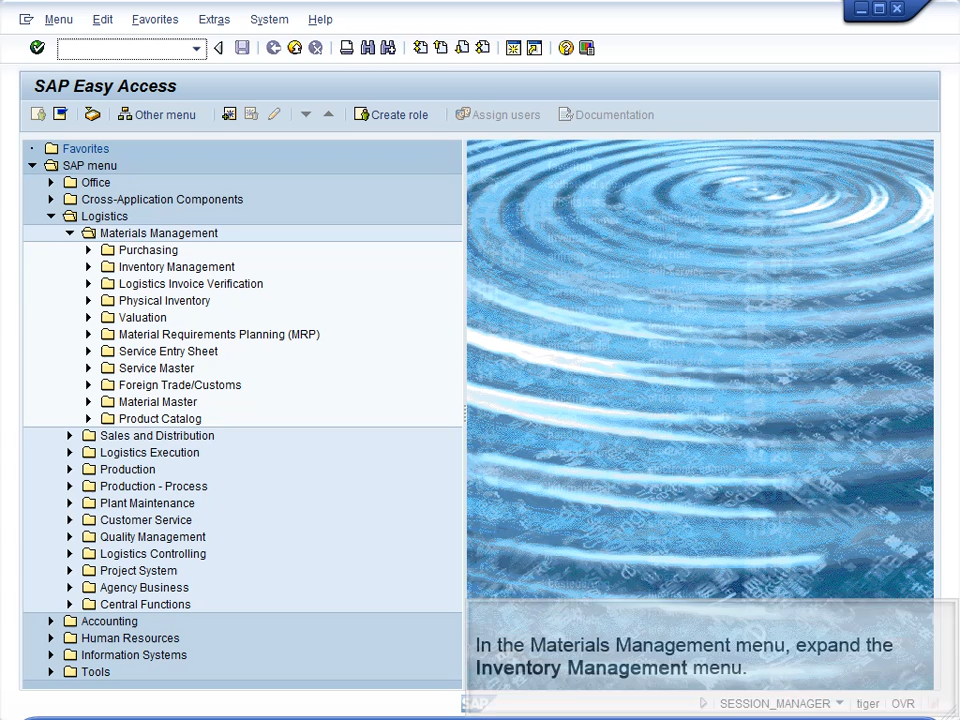 Menu Edit Favorites Extras System Help
SAP Easy Access
Other menu Create role Assign users Documentation
Favorites
SAP menu
Office
Cross-Application Components
Logistics
Materials Management
Purchasing
Inventory Management
Logistics Invoice Verification
Physical Inventory
Valuation
Material Requirements Planning (MRP)
Service Entry Sheet
Service Master
Foreign Trade/Customs
Material Master
Product Catalog
Sales and Distribution
Logistics Execution
Production
Production - Process
Plant Maintenance
Customer Service
Quality Management
Logistics Controlling
Project System
Agency Business
Central Functions
Accounting
Human Resources
Information Systems
Tools
In the Materials Management menu, expand the
Inventory Management menu.
SAP SESSION_MANAGER tiger OVR